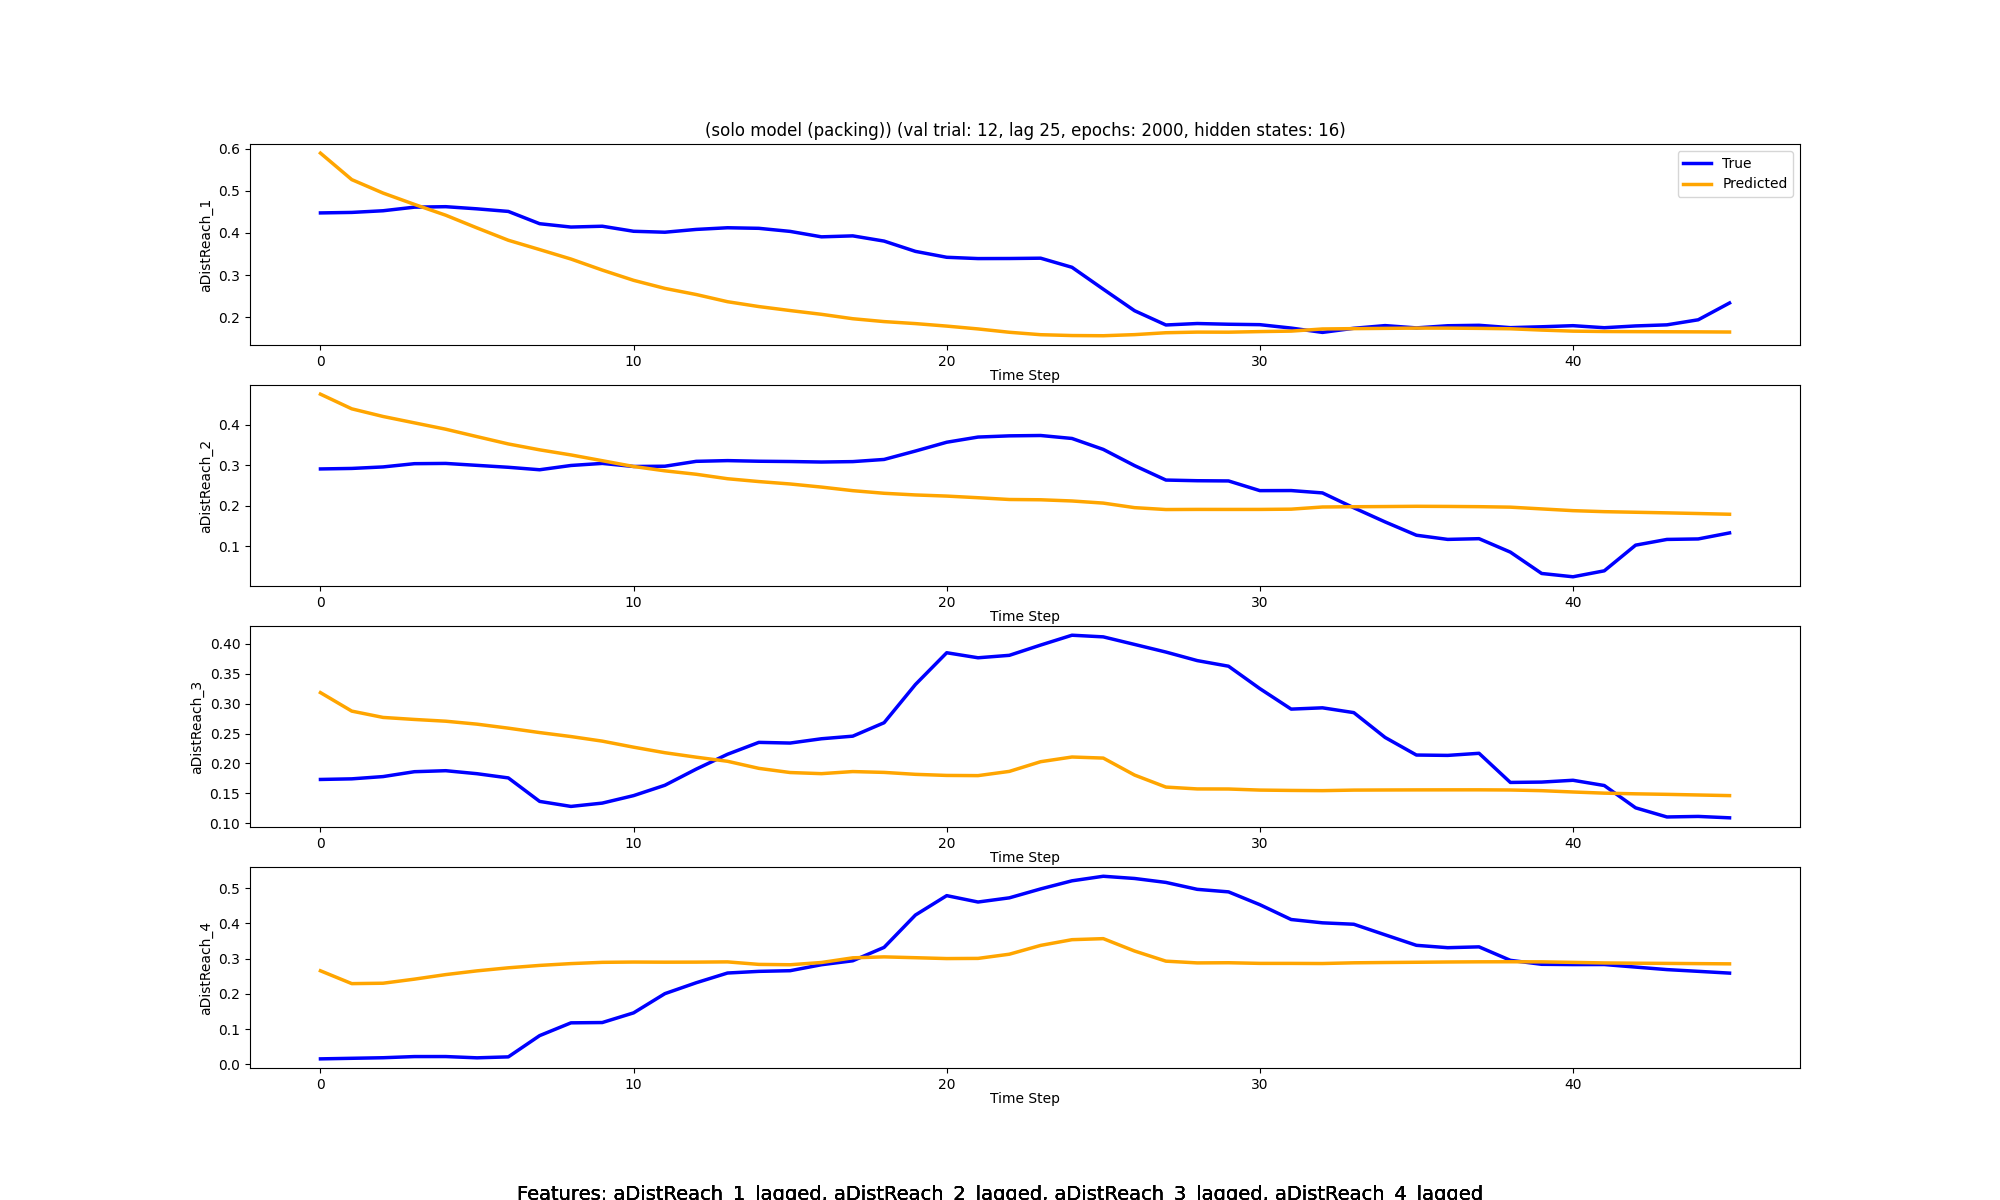 (solo model (packing)) (val trial: 12, lag 25, epochs: 2000, hidden states: 16)
0.6
0.5
0.4
0.3
0.2
aDistReach_1
True
Predicted
0 10 20 30 40
Time Step
0.4
0.3
0.2
0.1
aDistReach_2
0 10 20 30 40
Time Step
0.40
0.35
0.30
0.25
0.20
0.15
0.10
aDistReach_3
0 10 20 30 40
Time Step
0.5
0.4
0.3
0.2
0.1
0.0
aDistReach_4
0 10 20 30 40
Time Step
Features: aDistReach_1_lagged, aDistReach_2_lagged, aDistReach_3_lagged, aDistReach_4_lagged